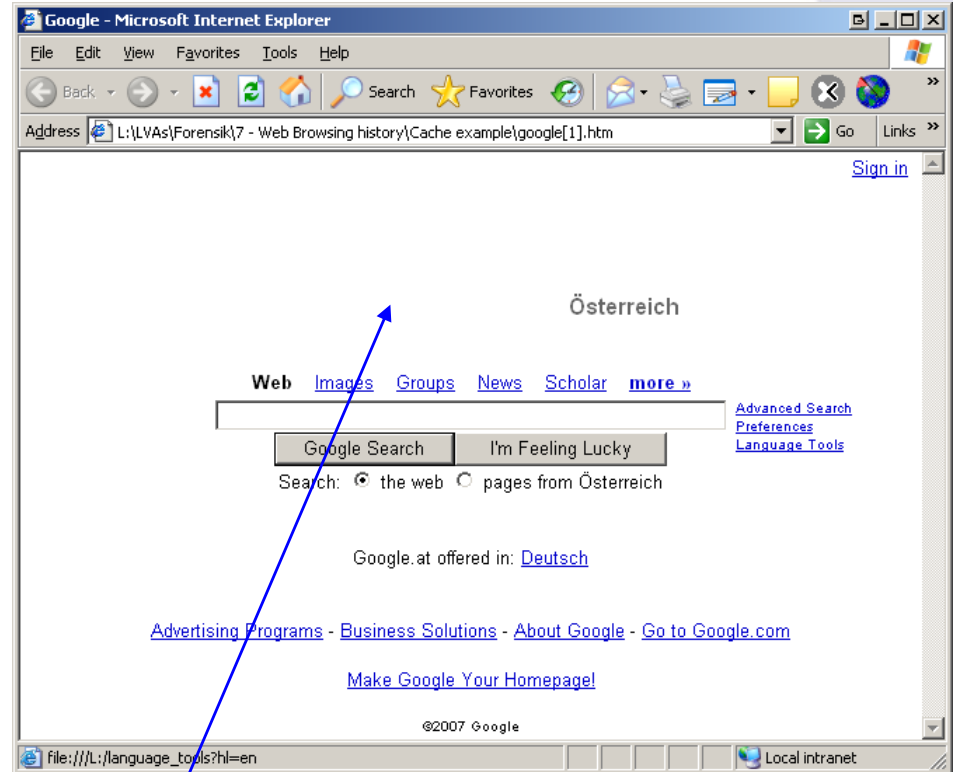 Google - Microsoft Internet Explorer
File Edit View Favorites Tools Help
Back Search Favorites »
Address L:\LVAs\Forensik\7 - Web Browsing history\Cache example\google[1].htm Go Links »
Sign in
Österreich
Web Images Groups News Scholar more »
Advanced Search
Preferences
Language Tools
Google Search I'm Feeling Lucky
Search: the web pages from Österreich
Google.at offered in: Deutsch
Advertising Programs - Business Solutions - About Google - Go to Google.com
Make Google Your Homepage!
©2007 Google
file:///L:/language_tools?hl=en Local intranet